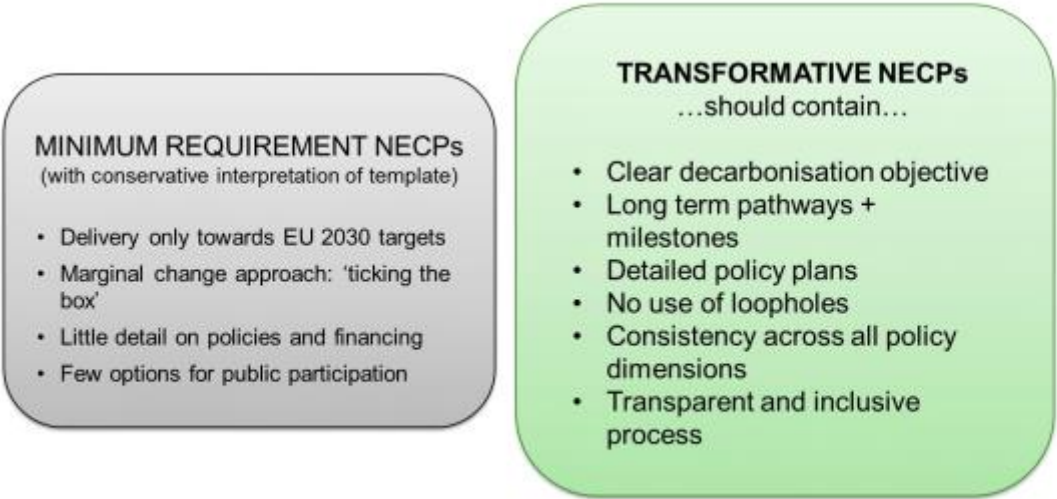 MINIMUM REQUIREMENT NECPs
(with conservative interpretation of template)
• Delivery only towards EU 2030 targets
• Marginal change approach: ‘ticking the
box’
• Little detail on policies and financing
• Few options for public participation
TRANSFORMATIVE NECPs
…should contain…
• Clear decarbonisation objective
• Long term pathways +
milestones
• Detailed policy plans
• No use of loopholes
• Consistency across all policy
dimensions
• Transparent and inclusive
process